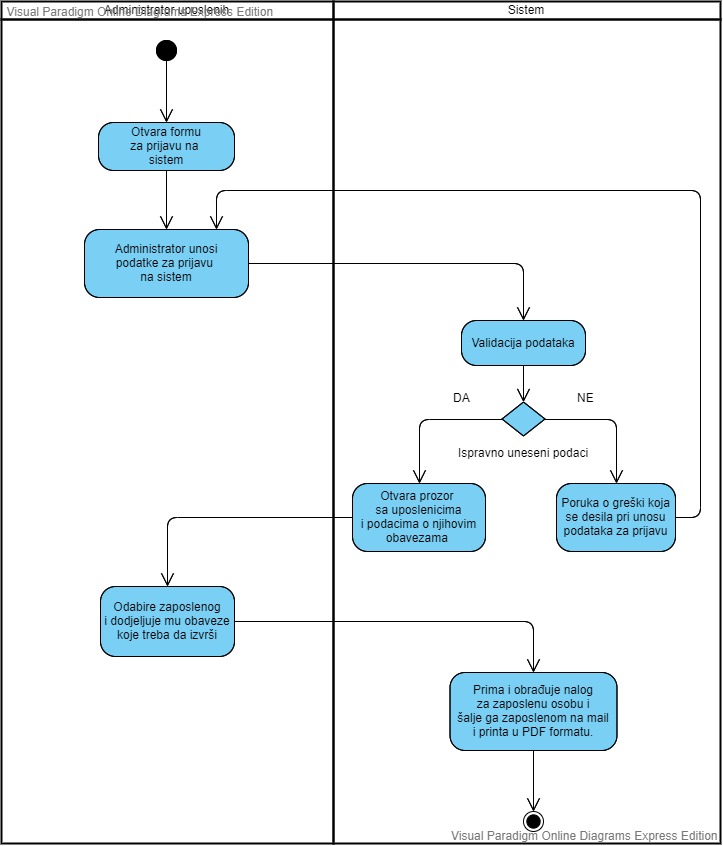 Visual Paradigm Online Diagrams Express Edition
Administrator uposlenih
Sistem
Otvara formu
za prijavu na
sistem
Administrator unosi
podatke za prijavu
na sistem
Validacija podataka
DA
NE
Ispravno uneseni podaci
Otvara prozor
sa uposlenicima
i podacima o njihovim
obavezama
Poruka o greški koja
se desila pri unosu
podataka za prijavu
Odabire zaposlenog
i dodjeljuje mu obaveze
koje treba da izvrši
Prima i obrađuje nalog
za zaposlenu osobu i
šalje ga zaposlenom na mail
i printa u PDF formatu.
Visual Paradigm Online Diagrams Express Edition